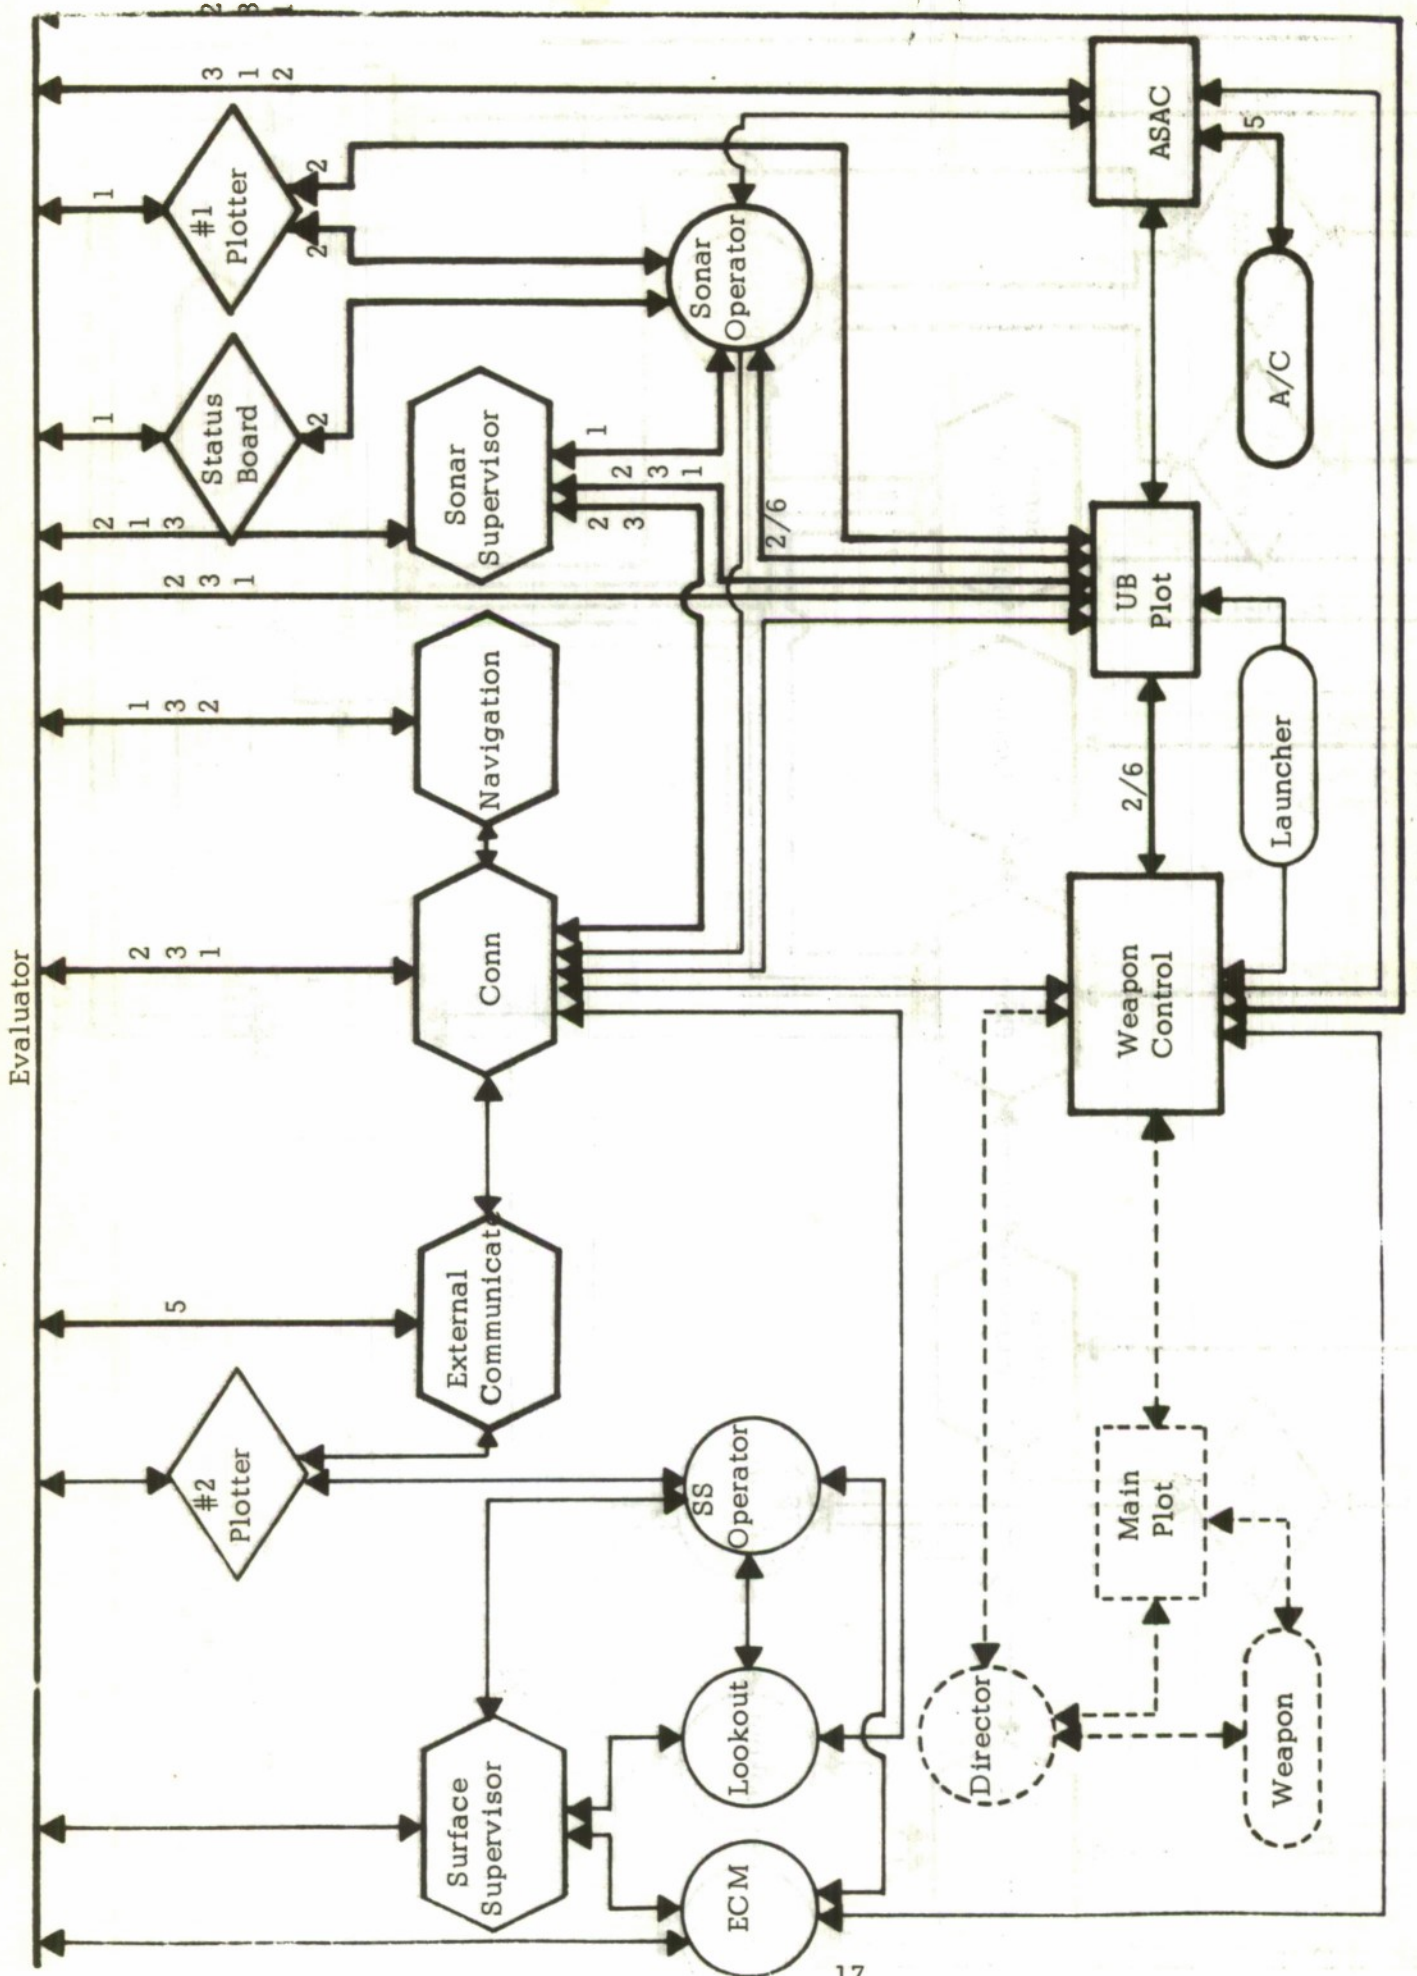 Evaluator
2 3 1
3 1 2
1
1
2 1 3
2 3 1
1 3 2
2 3 1
5
#1
Plotter
2
2
Status
Board
2
#2
Plotter
Sonar
Supervisor
1
2 3 1
2 3
Navigation
Conn
External
Communicat
Surface
Supervisor
Sonar
Operator
2/6
SS
Operator
Lookout
ECM
Director
ASAC
5
UB
Plot
2/6
Weapon
Control
Main
Plot
A/C
Launcher
Weapon
17